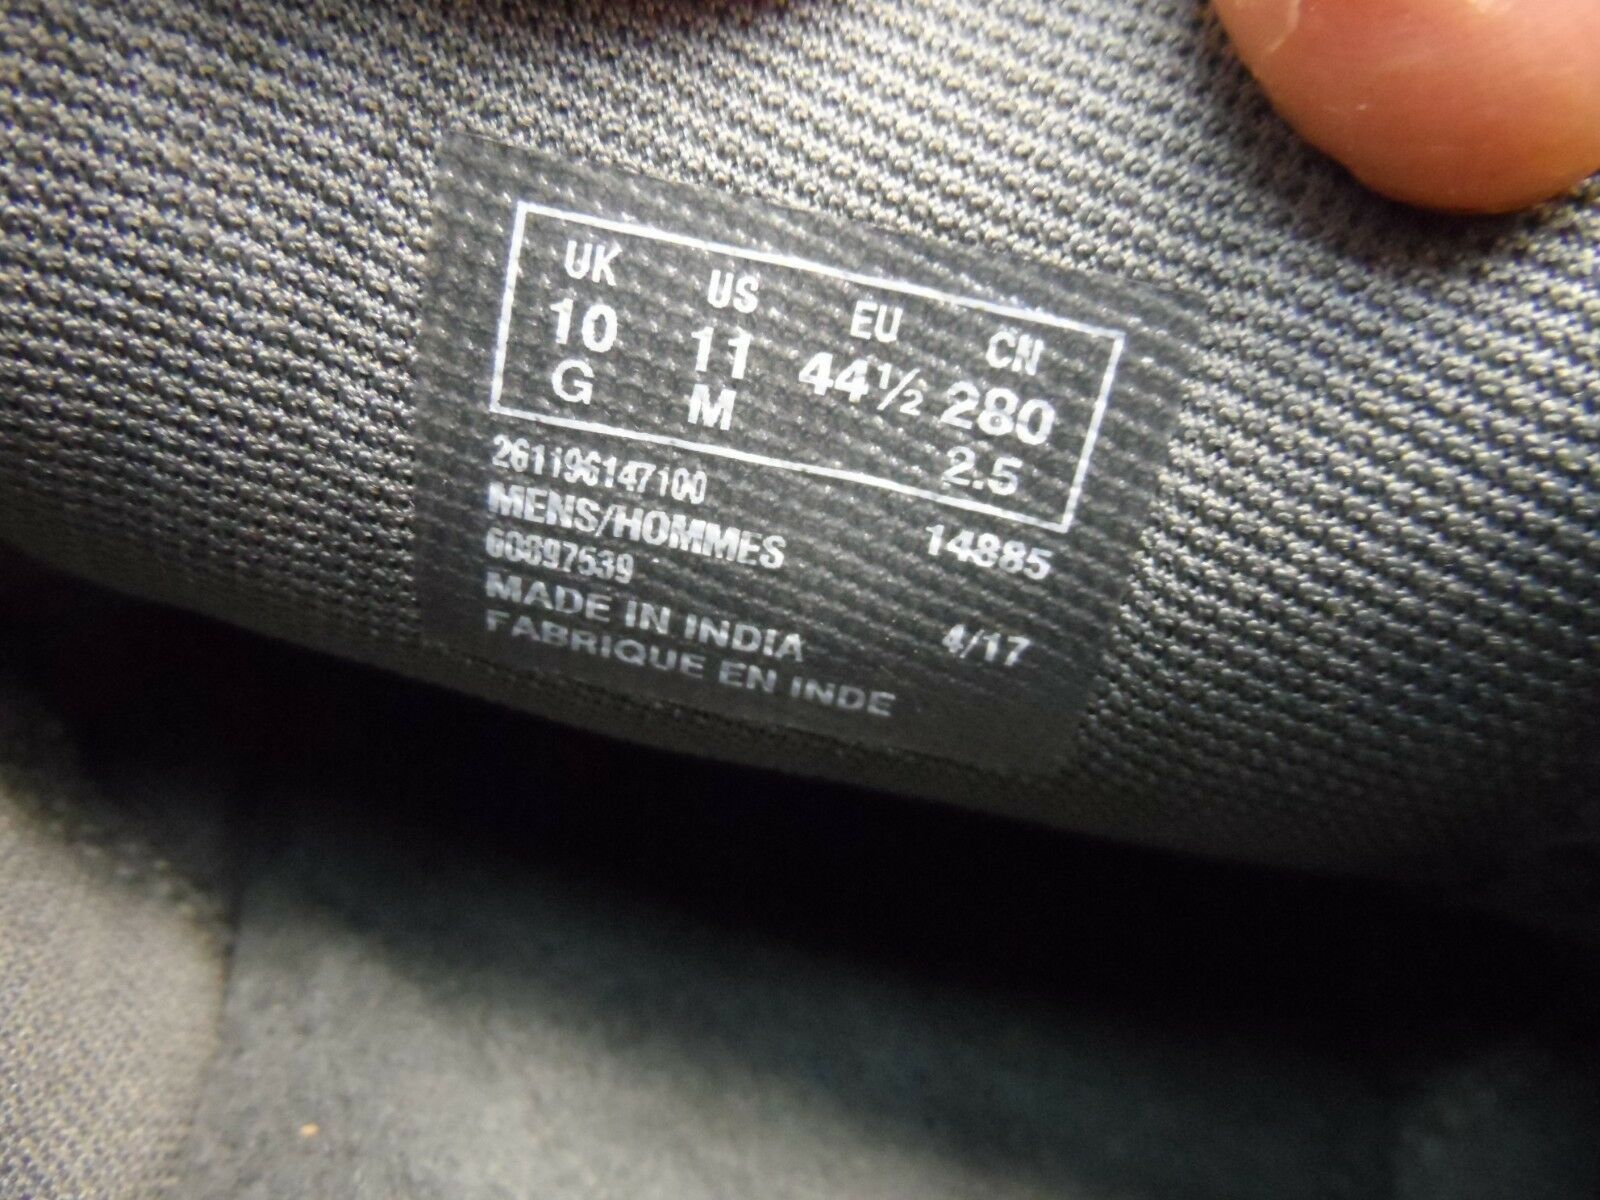 UK US EU CN
10 11 44½ 280
G M 2.5
261196147100 14885
MENS/HOMMES
60897539 4/17
MADE IN INDIA
FABRIQUE EN INDE